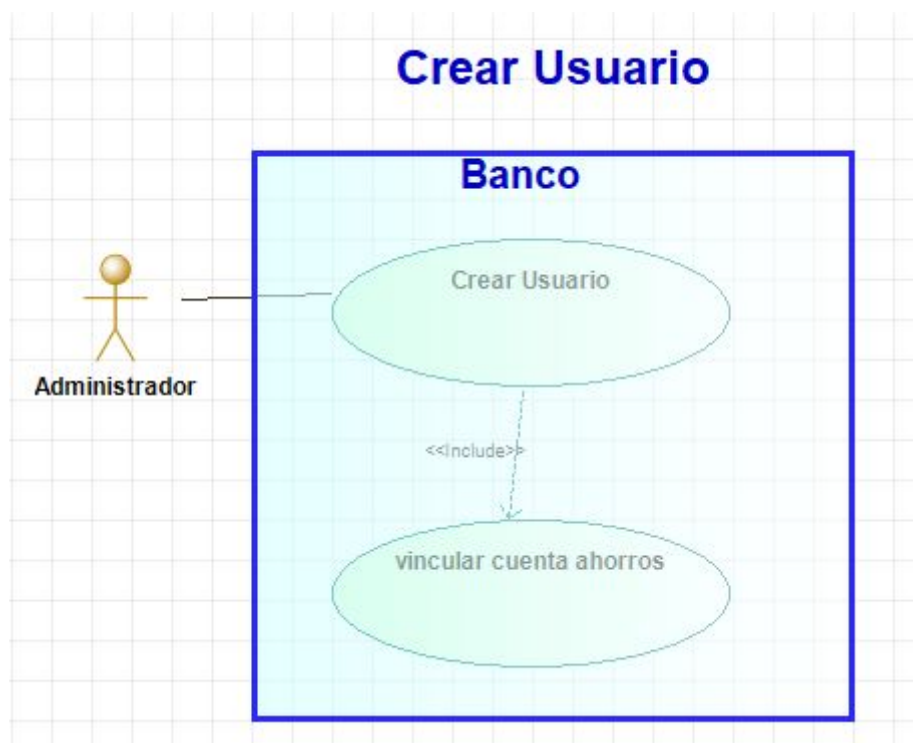 Crear Usuario
Banco
Crear Usuario
Administrador
<<Include>>
vincular cuenta ahorros